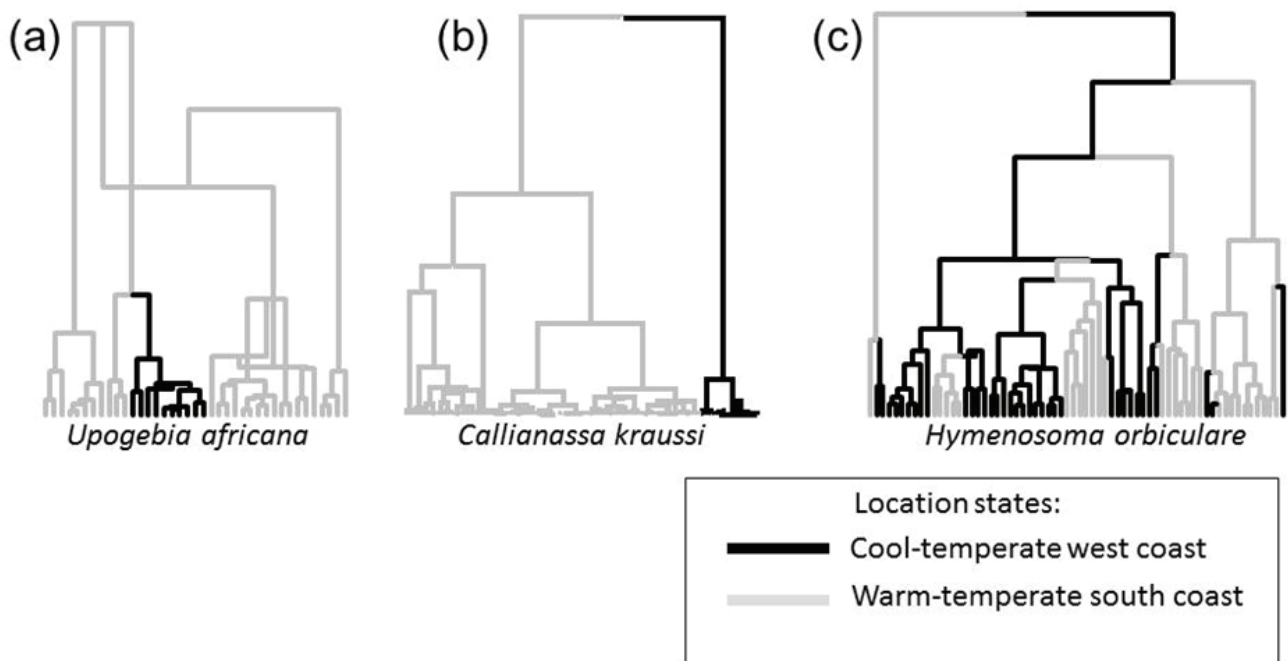 (a)
(b)
(c)
Upogebia africana
Callianassa kraussi
Hymenosoma orbiculare
Location states:
Cool-temperate west coast
Warm-temperate south coast